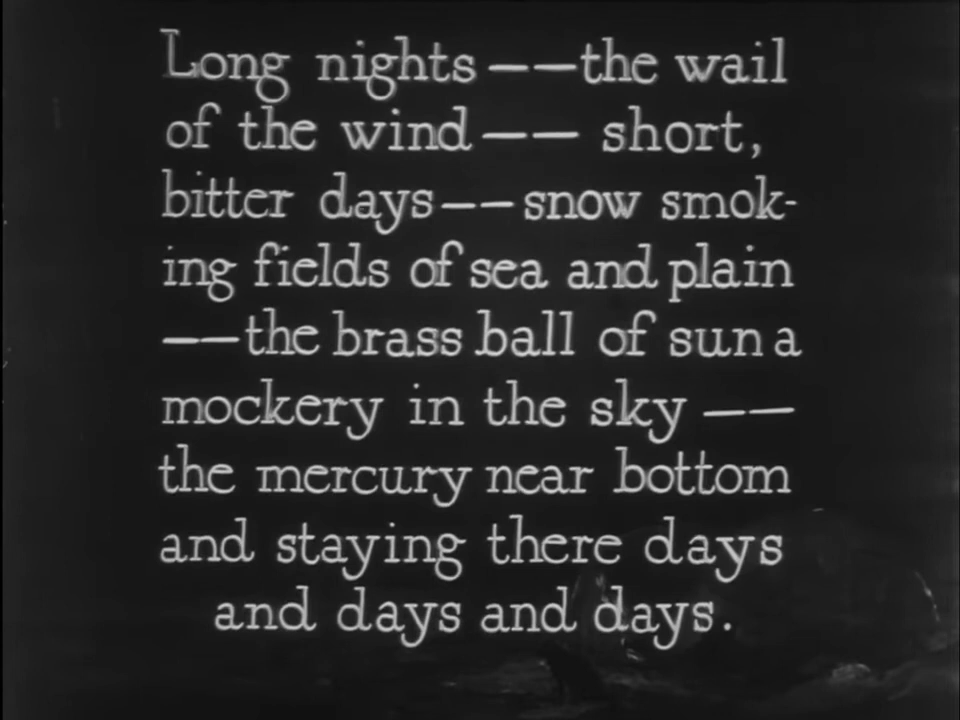 Long nights — — the wail
of the wind — — short,
bitter days — — snow smok-
ing fields of sea and plain
— — the brass ball of sun a
mockery in the sky — —
the mercury near bottom
and staying there days
and days and days.